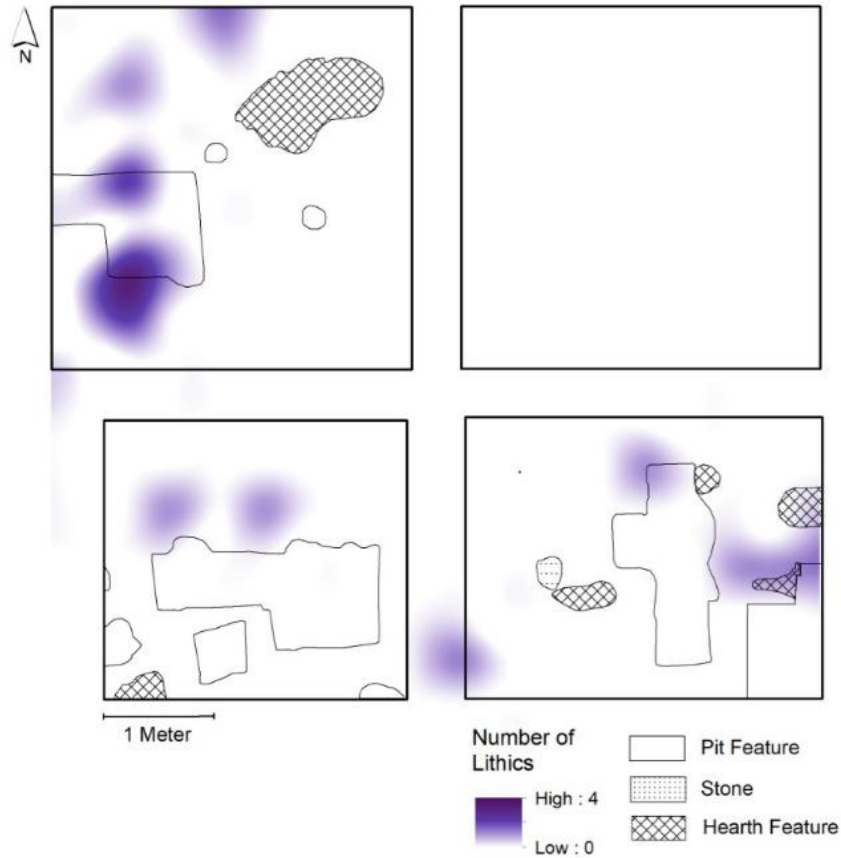 N
1 Meter
Number of
Lithics
High : 4
Low : 0
Pit Feature
Stone
Hearth Feature